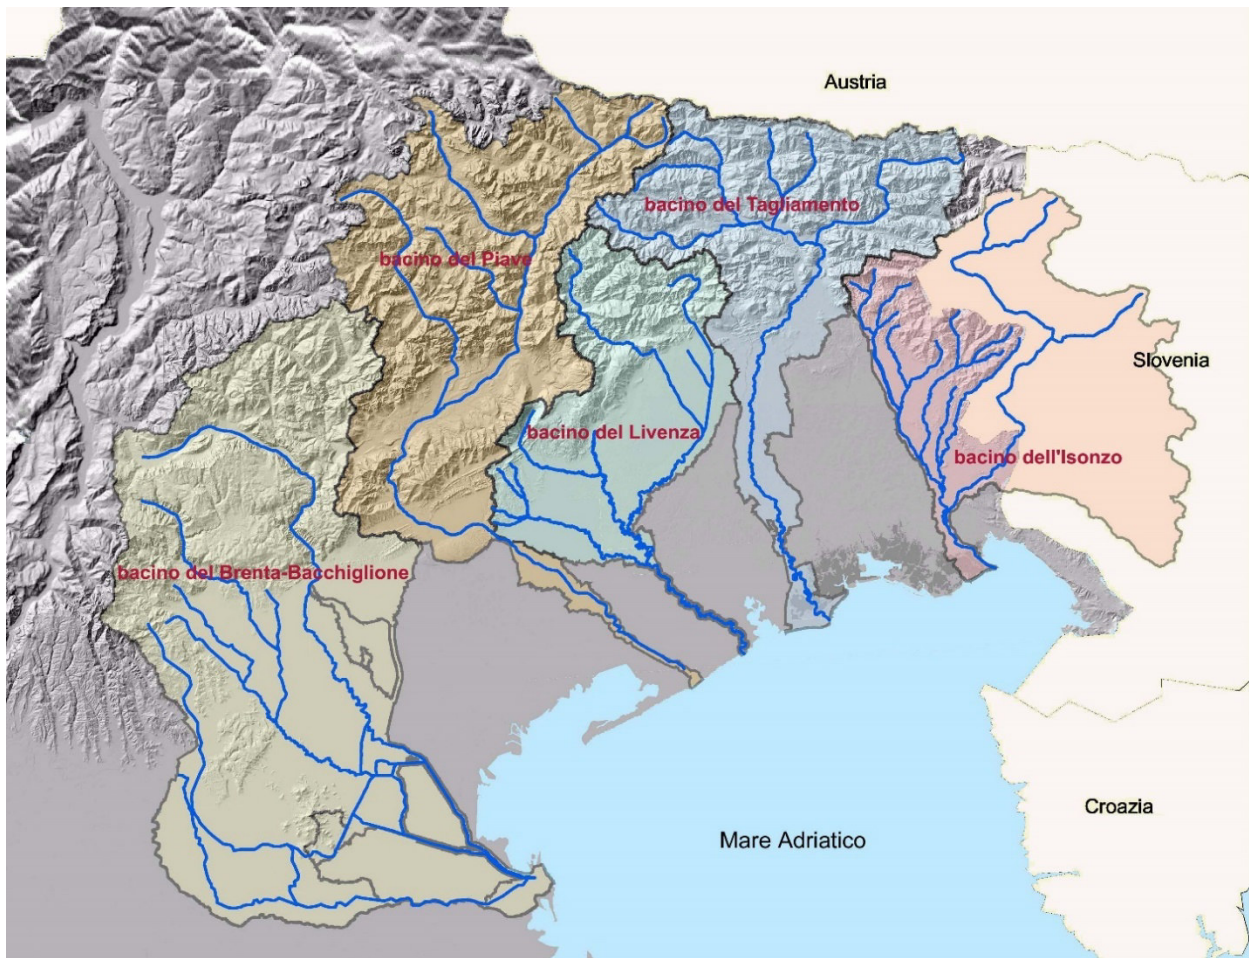 Austria
bacino del Tagliamento
bacino del Piave
Slovenia
bacino del Livenza
bacino dell'Isonzo
bacino del Brenta-Bacchiglione
Croazia
Mare Adriatico